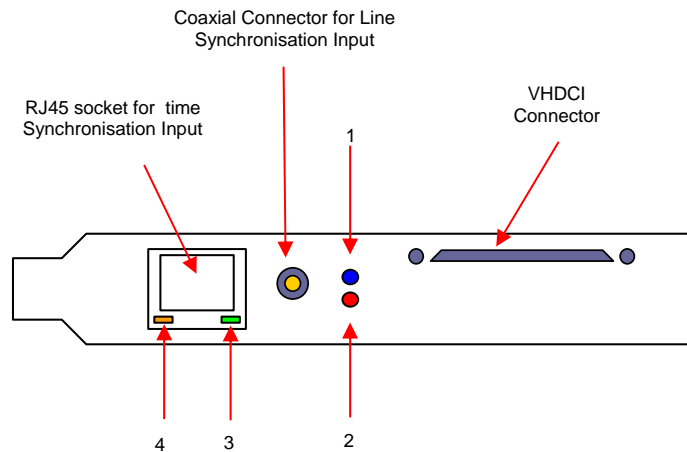 Coaxial Connector for Line
Synchronisation Input
RJ45 socket for time
Synchronisation Input
1
VHDCI
Connector
4
3
2